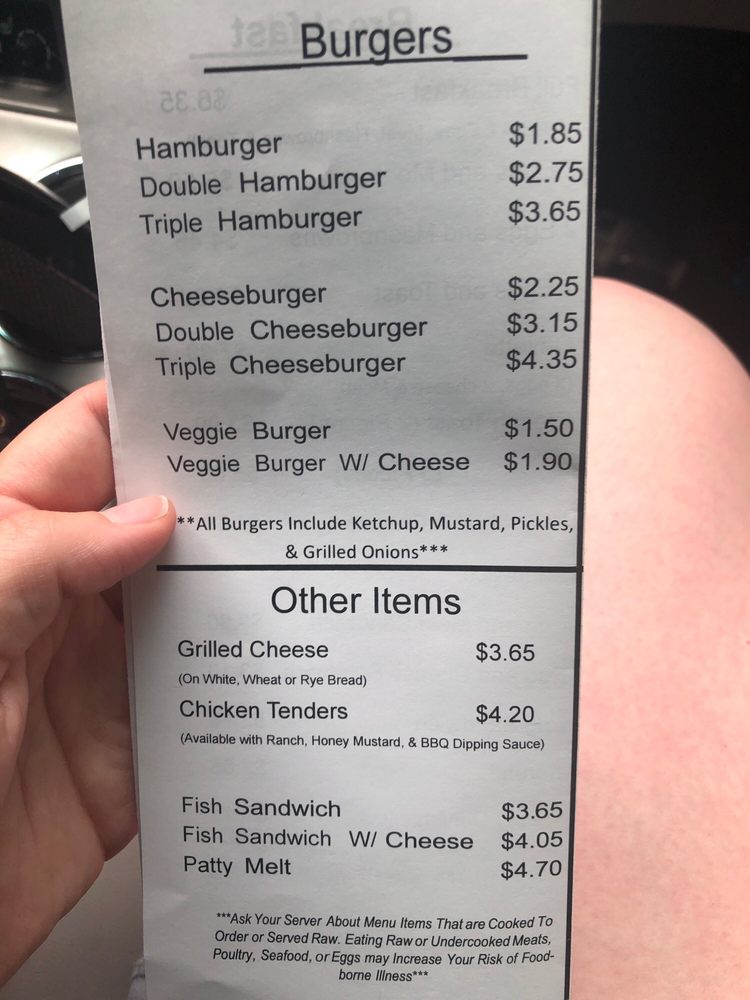 Burgers
Hamburger $1.85
Double Hamburger $2.75
Triple Hamburger $3.65
Cheeseburger $2.25
Double Cheeseburger $3.15
Triple Cheeseburger $4.35
Veggie Burger $1.50
Veggie Burger W/ Cheese $1.90
**All Burgers Include Ketchup, Mustard, Pickles,
& Grilled Onions***
Other Items
Grilled Cheese $3.65
(On White, Wheat or Rye Bread)
Chicken Tenders $4.20
(Available with Ranch, Honey Mustard, & BBQ Dipping Sauce)
Fish Sandwich $3.65
Fish Sandwich W/ Cheese $4.05
Patty Melt $4.70
***Ask Your Server About Menu Items That are Cooked To
Order or Served Raw. Eating Raw or Undercooked Meats,
Poultry, Seafood, or Eggs may Increase Your Risk of Food-
borne Illness***